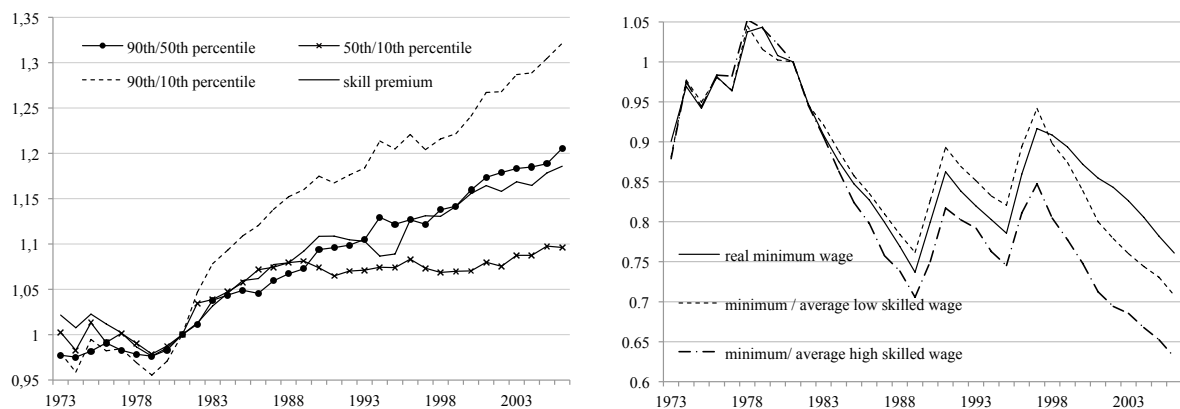 1,35
90th/50th percentile 50th/10th percentile
1,3
90th/10th percentile skill premium
1,25
1,2
1,15
1,1
1,05
1
0,95
1973 1978 1983 1988 1993 1998 2003
1.05
1
0.95
0.9
0.85
0.8
0.75
real minimum wage
0.7
minimum / average low skilled wage
0.65
minimum/ average high skilled wage
0.6
1973 1978 1983 1988 1993 1998 2003